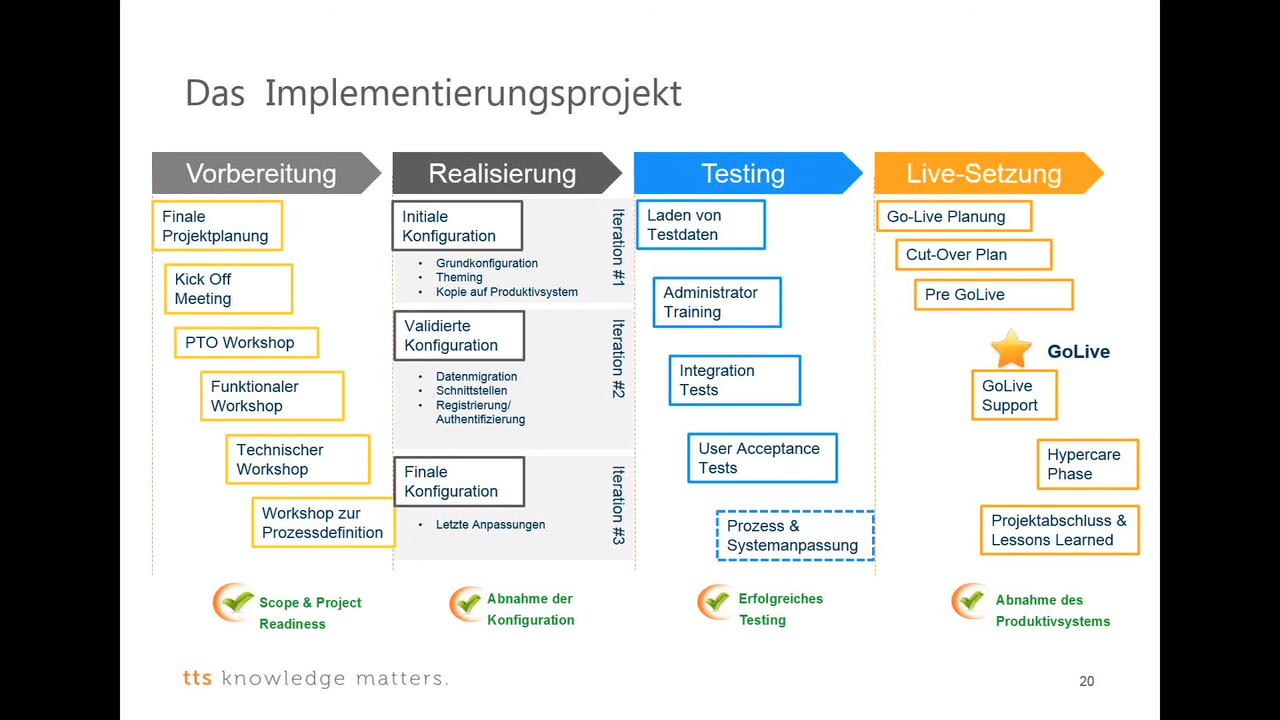 Das Implementierungsprojekt
Vorbereitung
Finale
Projektplanung
Kick Off
Meeting
PTO Workshop
Funktionaler
Workshop
Technischer
Workshop
Workshop zur
Prozessdefinition
Scope & Project
Readiness
Realisierung
Initiale
Konfiguration
• Grundkonfiguration
• Theming
• Kopie auf Produktivsystem
Iteration #1
Validierte
Konfiguration
• Datenmigration
• Schnittstellen
• Registrierung/
Authentifizierung
Iteration #2
Finale
Konfiguration
• Letzte Anpassungen
Iteration #3
Abnahme der
Konfiguration
Testing
Laden von
Testdaten
Administrator
Training
Integration
Tests
User Acceptance
Tests
Prozess &
Systemanpassung
Erfolgreiches
Testing
Live-Setzung
Go-Live Planung
Cut-Over Plan
Pre GoLive
GoLive
GoLive
Support
Hypercare
Phase
Projektabschluss &
Lessons Learned
Abnahme des
Produktivsystems
tts knowledge matters.
20